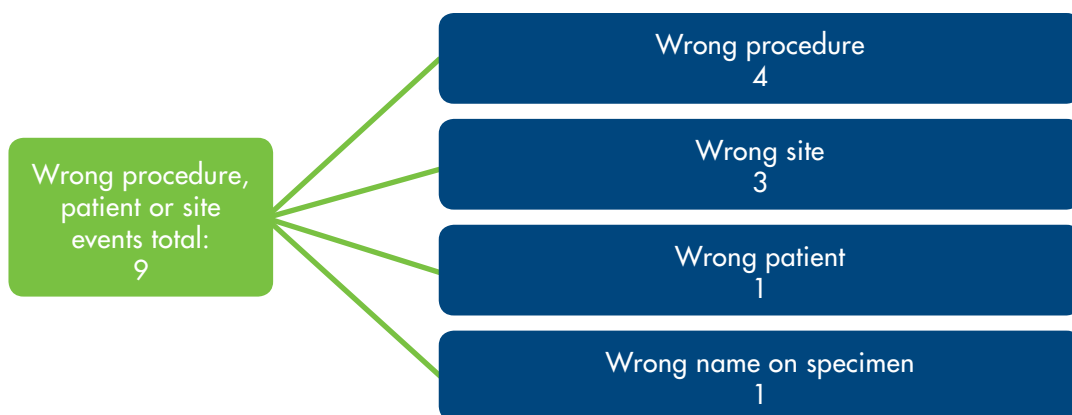 Wrong procedure,
patient or site
events total:
9
Wrong procedure
4
Wrong site
3
Wrong patient
1
Wrong name on specimen
1